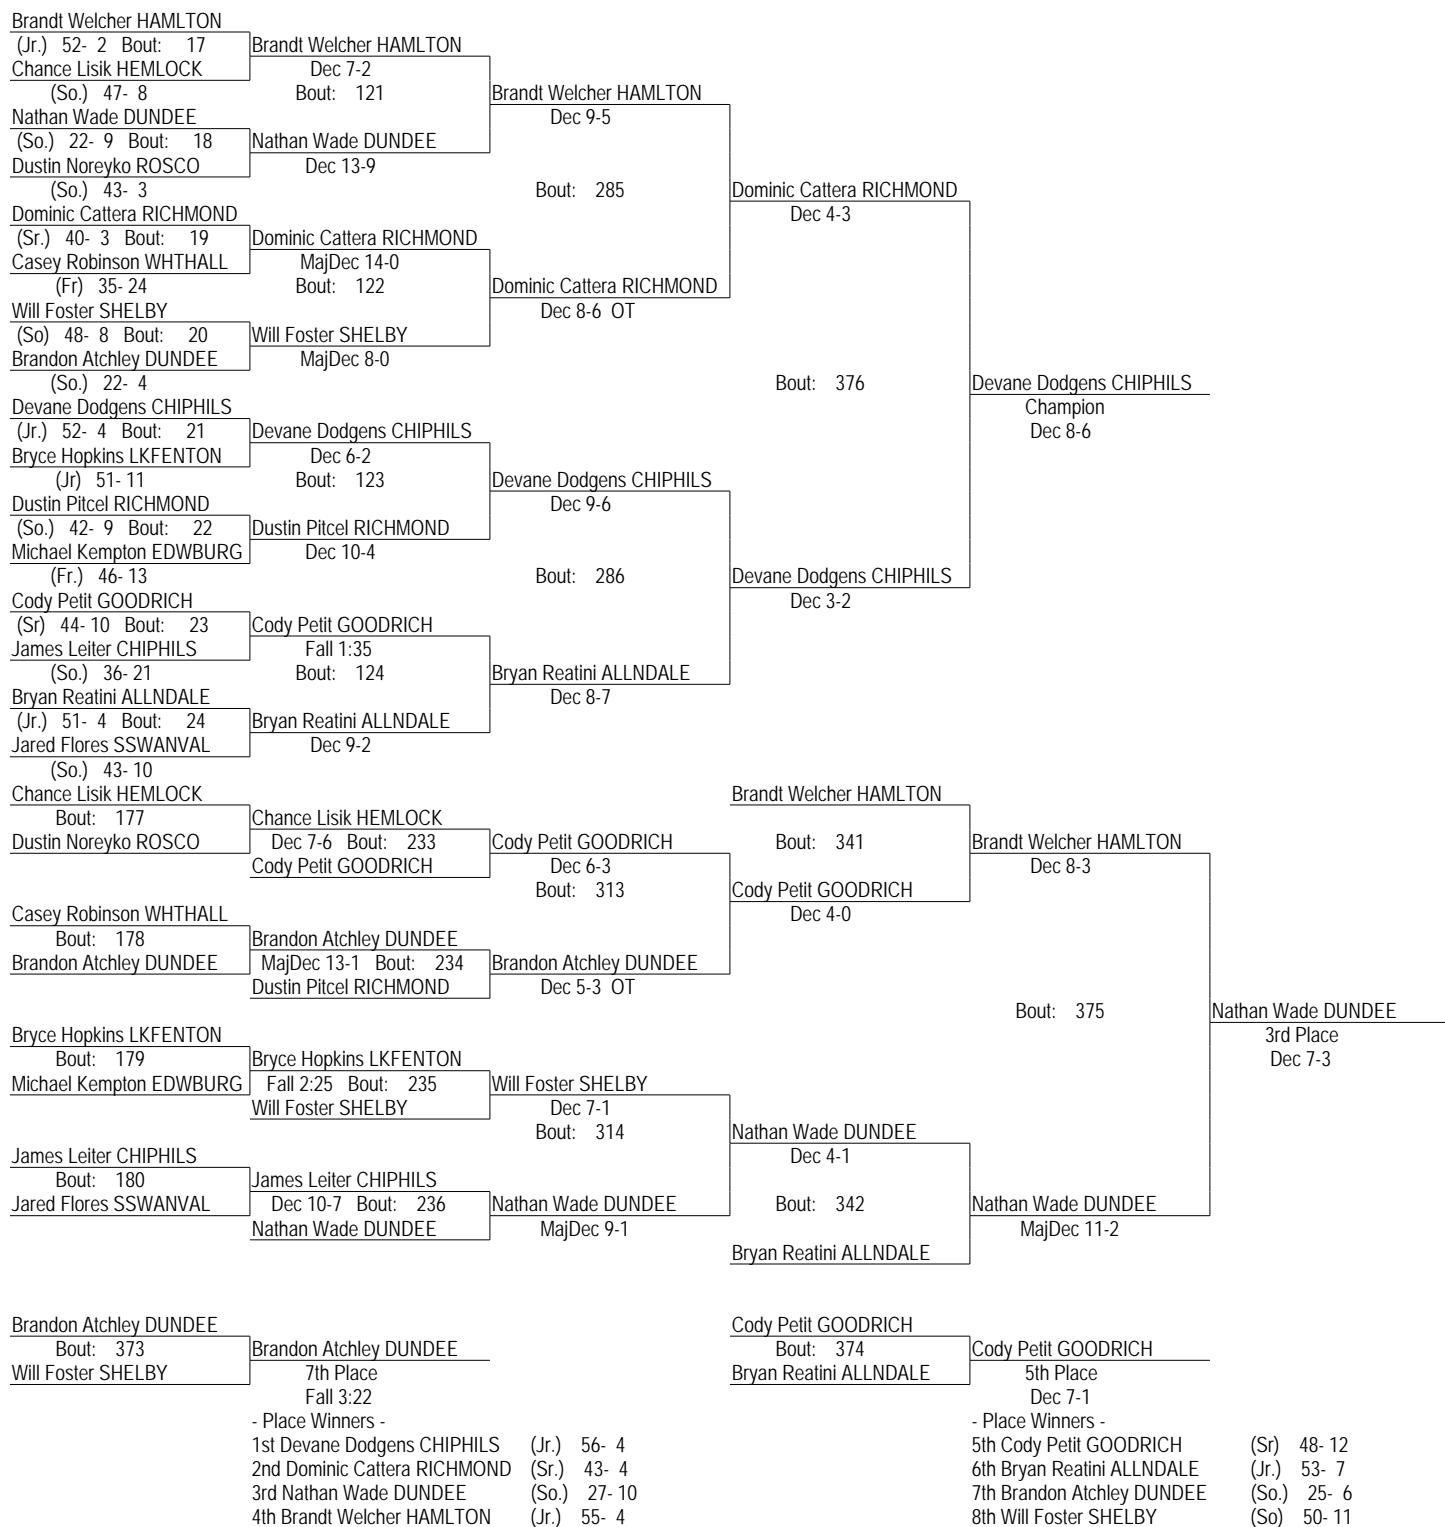 Brandt Welcher HAMLTON
(Jr.) 52- 2 Bout: 17 Brandt Welcher HAMLTON
Chance Lisik HEMLOCK Dec 7-2
(So.) 47- 8 Bout: 121 Brandt Welcher HAMLTON
Nathan Wade DUNDEE Dec 9-5
(So.) 22- 9 Bout: 18 Nathan Wade DUNDEE
Dustin Noreyko ROSCO Dec 13-9
(So.) 43- 3 Bout: 285 Dominic Cattera RICHMOND
Dominic Cattera RICHMOND Dec 4-3
(Sr.) 40- 3 Bout: 19 Dominic Cattera RICHMOND
Casey Robinson WHTHALL MajDec 14-0
(Fr) 35- 24 Bout: 122 Dominic Cattera RICHMOND
Will Foster SHELBY Dec 8-6 OT
(So) 48- 8 Bout: 20 Will Foster SHELBY
Brandon Atchley DUNDEE MajDec 8-0
(So.) 22- 4 Bout: 376 Devane Dodgens CHIPHILS
Devane Dodgens CHIPHILS Champion
(Jr.) 52- 4 Bout: 21 Devane Dodgens CHIPHILS Dec 8-6
Bryce Hopkins LKFENTON Dec 6-2
(Jr) 51- 11 Bout: 123 Devane Dodgens CHIPHILS
Dustin Pitcel RICHMOND Dec 9-6
(So.) 42- 9 Bout: 22 Dustin Pitcel RICHMOND
Michael Kempton EDWBURG Dec 10-4
(Fr.) 46- 13 Bout: 286 Devane Dodgens CHIPHILS
Cody Petit GOODRICH Dec 3-2
(Sr) 44- 10 Bout: 23 Cody Petit GOODRICH
James Leiter CHIPHILS Fall 1:35
(So.) 36- 21 Bout: 124 Bryan Reatini ALLNDALE
Bryan Reatini ALLNDALE Dec 8-7
(Jr.) 51- 4 Bout: 24 Bryan Reatini ALLNDALE
Jared Flores SSWANVAL Dec 9-2
(So.) 43- 10
Chance Lisik HEMLOCK Brandt Welcher HAMLTON
Bout: 177 Chance Lisik HEMLOCK
Dustin Noreyko ROSCO Dec 7-6 Bout: 233 Cody Petit GOODRICH Bout: 341 Brandt Welcher HAMLTON
Cody Petit GOODRICH Dec 6-3 Dec 8-3
Bout: 313 Cody Petit GOODRICH
Casey Robinson WHTHALL Dec 4-0
Bout: 178 Brandon Atchley DUNDEE
Brandon Atchley DUNDEE MajDec 13-1 Bout: 234 Brandon Atchley DUNDEE
Dustin Pitcel RICHMOND Dec 5-3 OT
Bout: 375 Nathan Wade DUNDEE
Bryce Hopkins LKFENTON 3rd Place
Bout: 179 Bryce Hopkins LKFENTON Dec 7-3
Michael Kempton EDWBURG Fall 2:25 Bout: 235 Will Foster SHELBY
Will Foster SHELBY Dec 7-1
Bout: 314 Nathan Wade DUNDEE
James Leiter CHIPHILS Dec 4-1
Bout: 180 James Leiter CHIPHILS
Jared Flores SSWANVAL Dec 10-7 Bout: 236 Nathan Wade DUNDEE Bout: 342 Nathan Wade DUNDEE
Nathan Wade DUNDEE MajDec 9-1 MajDec 11-2
Bryan Reatini ALLNDALE
Brandon Atchley DUNDEE Cody Petit GOODRICH
Bout: 373 Brandon Atchley DUNDEE Bout: 374 Cody Petit GOODRICH
Will Foster SHELBY 7th Place Bryan Reatini ALLNDALE 5th Place
Fall 3:22 Dec 7-1
- Place Winners - - Place Winners -
1st Devane Dodgens CHIPHILS (Jr.) 56- 4 5th Cody Petit GOODRICH (Sr) 48- 12
2nd Dominic Cattera RICHMOND (Sr.) 43- 4 6th Bryan Reatini ALLNDALE (Jr.) 53- 7
3rd Nathan Wade DUNDEE (So.) 27- 10 7th Brandon Atchley DUNDEE (So.) 25- 6
4th Brandt Welcher HAMLTON (Jr.) 55- 4 8th Will Foster SHELBY (So) 50- 11